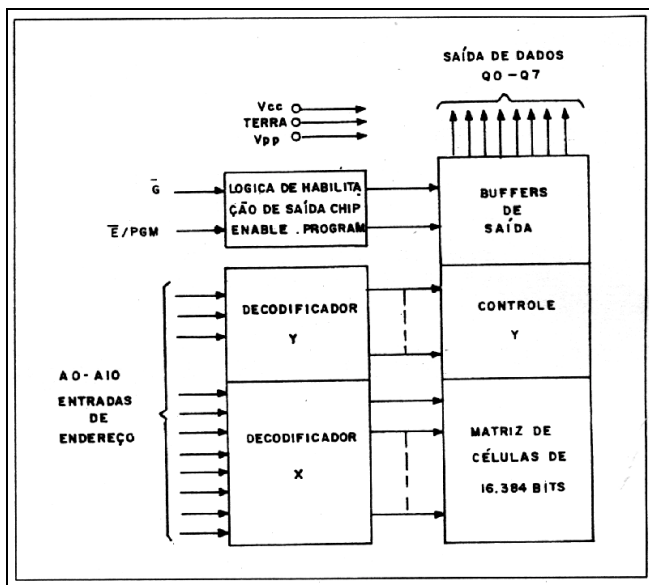 SAÍDA DE DADOS
Q0-Q7
Vcc
TERRA
Vpp
G̅
LOGICA DE HABILITA
ÇÃO DE SAÍDA CHIP
ENABLE . PROGRAM
E̅/PGM
BUFFERS
DE
SAÍDA
DECODIFICADOR
Y
CONTROLE
Y
A0-A10
ENTRADAS
DE
ENDEREÇO
DECODIFICADOR
X
MATRIZ DE
CÉLULAS DE
16.384 BITS